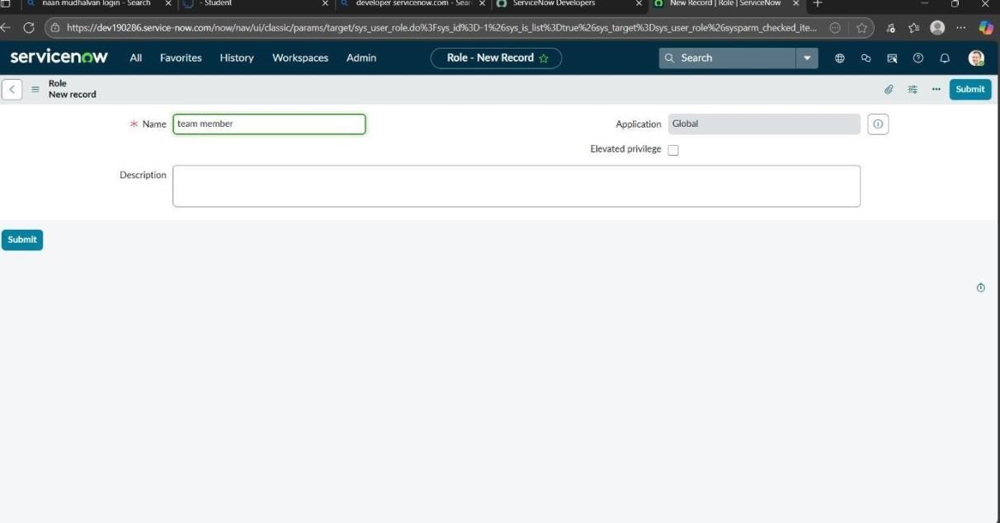 naan mudhalvan login - Search
- Student
developer servicenow.com - Sear
ServiceNow Developers
New Record | Role | ServiceNow
https://dev190286.service-now.com/now/nav/ui/classic/params/target/sys_user_role.do%3Fsys_id%3D-1%26sys_is_list%3Dtrue%26sys_target%3Dsys_user_role%26sysparm_checked_ite...
servicenow
All
Favorites
History
Workspaces
Admin
Role - New Record
Search
Role
New record
Submit
* Name
team member
Application
Global
Elevated privilege
Description
Submit